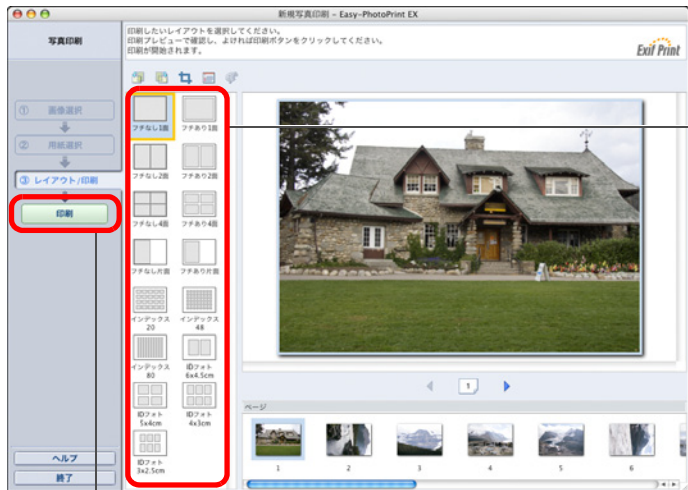 新規写真印刷 – Easy-PhotoPrint EX
写真印刷
印刷したいレイアウトを選択してください。
印刷プレビューで確認し、よければ印刷ボタンをクリックしてください。
印刷が開始されます。
Exif Print
① 画像選択
② 用紙選択
③ レイアウト/印刷
印刷
フチなし1面
フチあり1面
フチなし2面
フチあり2面
フチなし4面
フチあり4面
フチなし片面
フチあり片面
インデックス
20
インデックス
48
インデックス
80
IDフォト
6x4.5cm
IDフォト
5x4cm
IDフォト
4x3cm
IDフォト
3x2.5cm
1
ページ
1 2 3 4 5 6
ヘルプ
終了